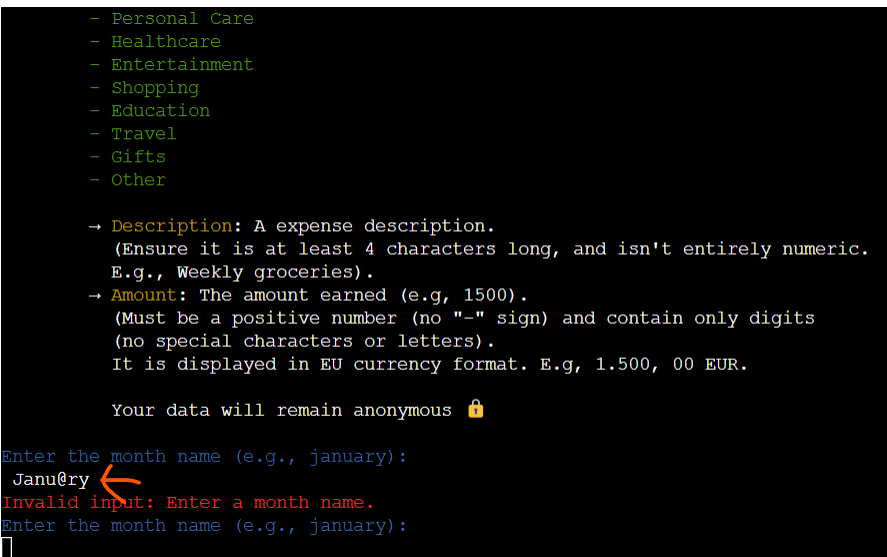 - Personal Care
- Healthcare
- Entertainment
- Shopping
- Education
- Travel
- Gifts
- Other
→ Description: A expense description.
(Ensure it is at least 4 characters long, and isn't entirely numeric.
E.g., Weekly groceries).
→ Amount: The amount earned (e.g, 1500).
(Must be a positive number (no "-" sign) and contain only digits
(no special characters or letters).
It is displayed in EU currency format. E.g, 1.500, 00 EUR.
Your data will remain anonymous 🔒
Enter the month name (e.g., january):
Janu@ry
Invalid input: Enter a month name.
Enter the month name (e.g., january):